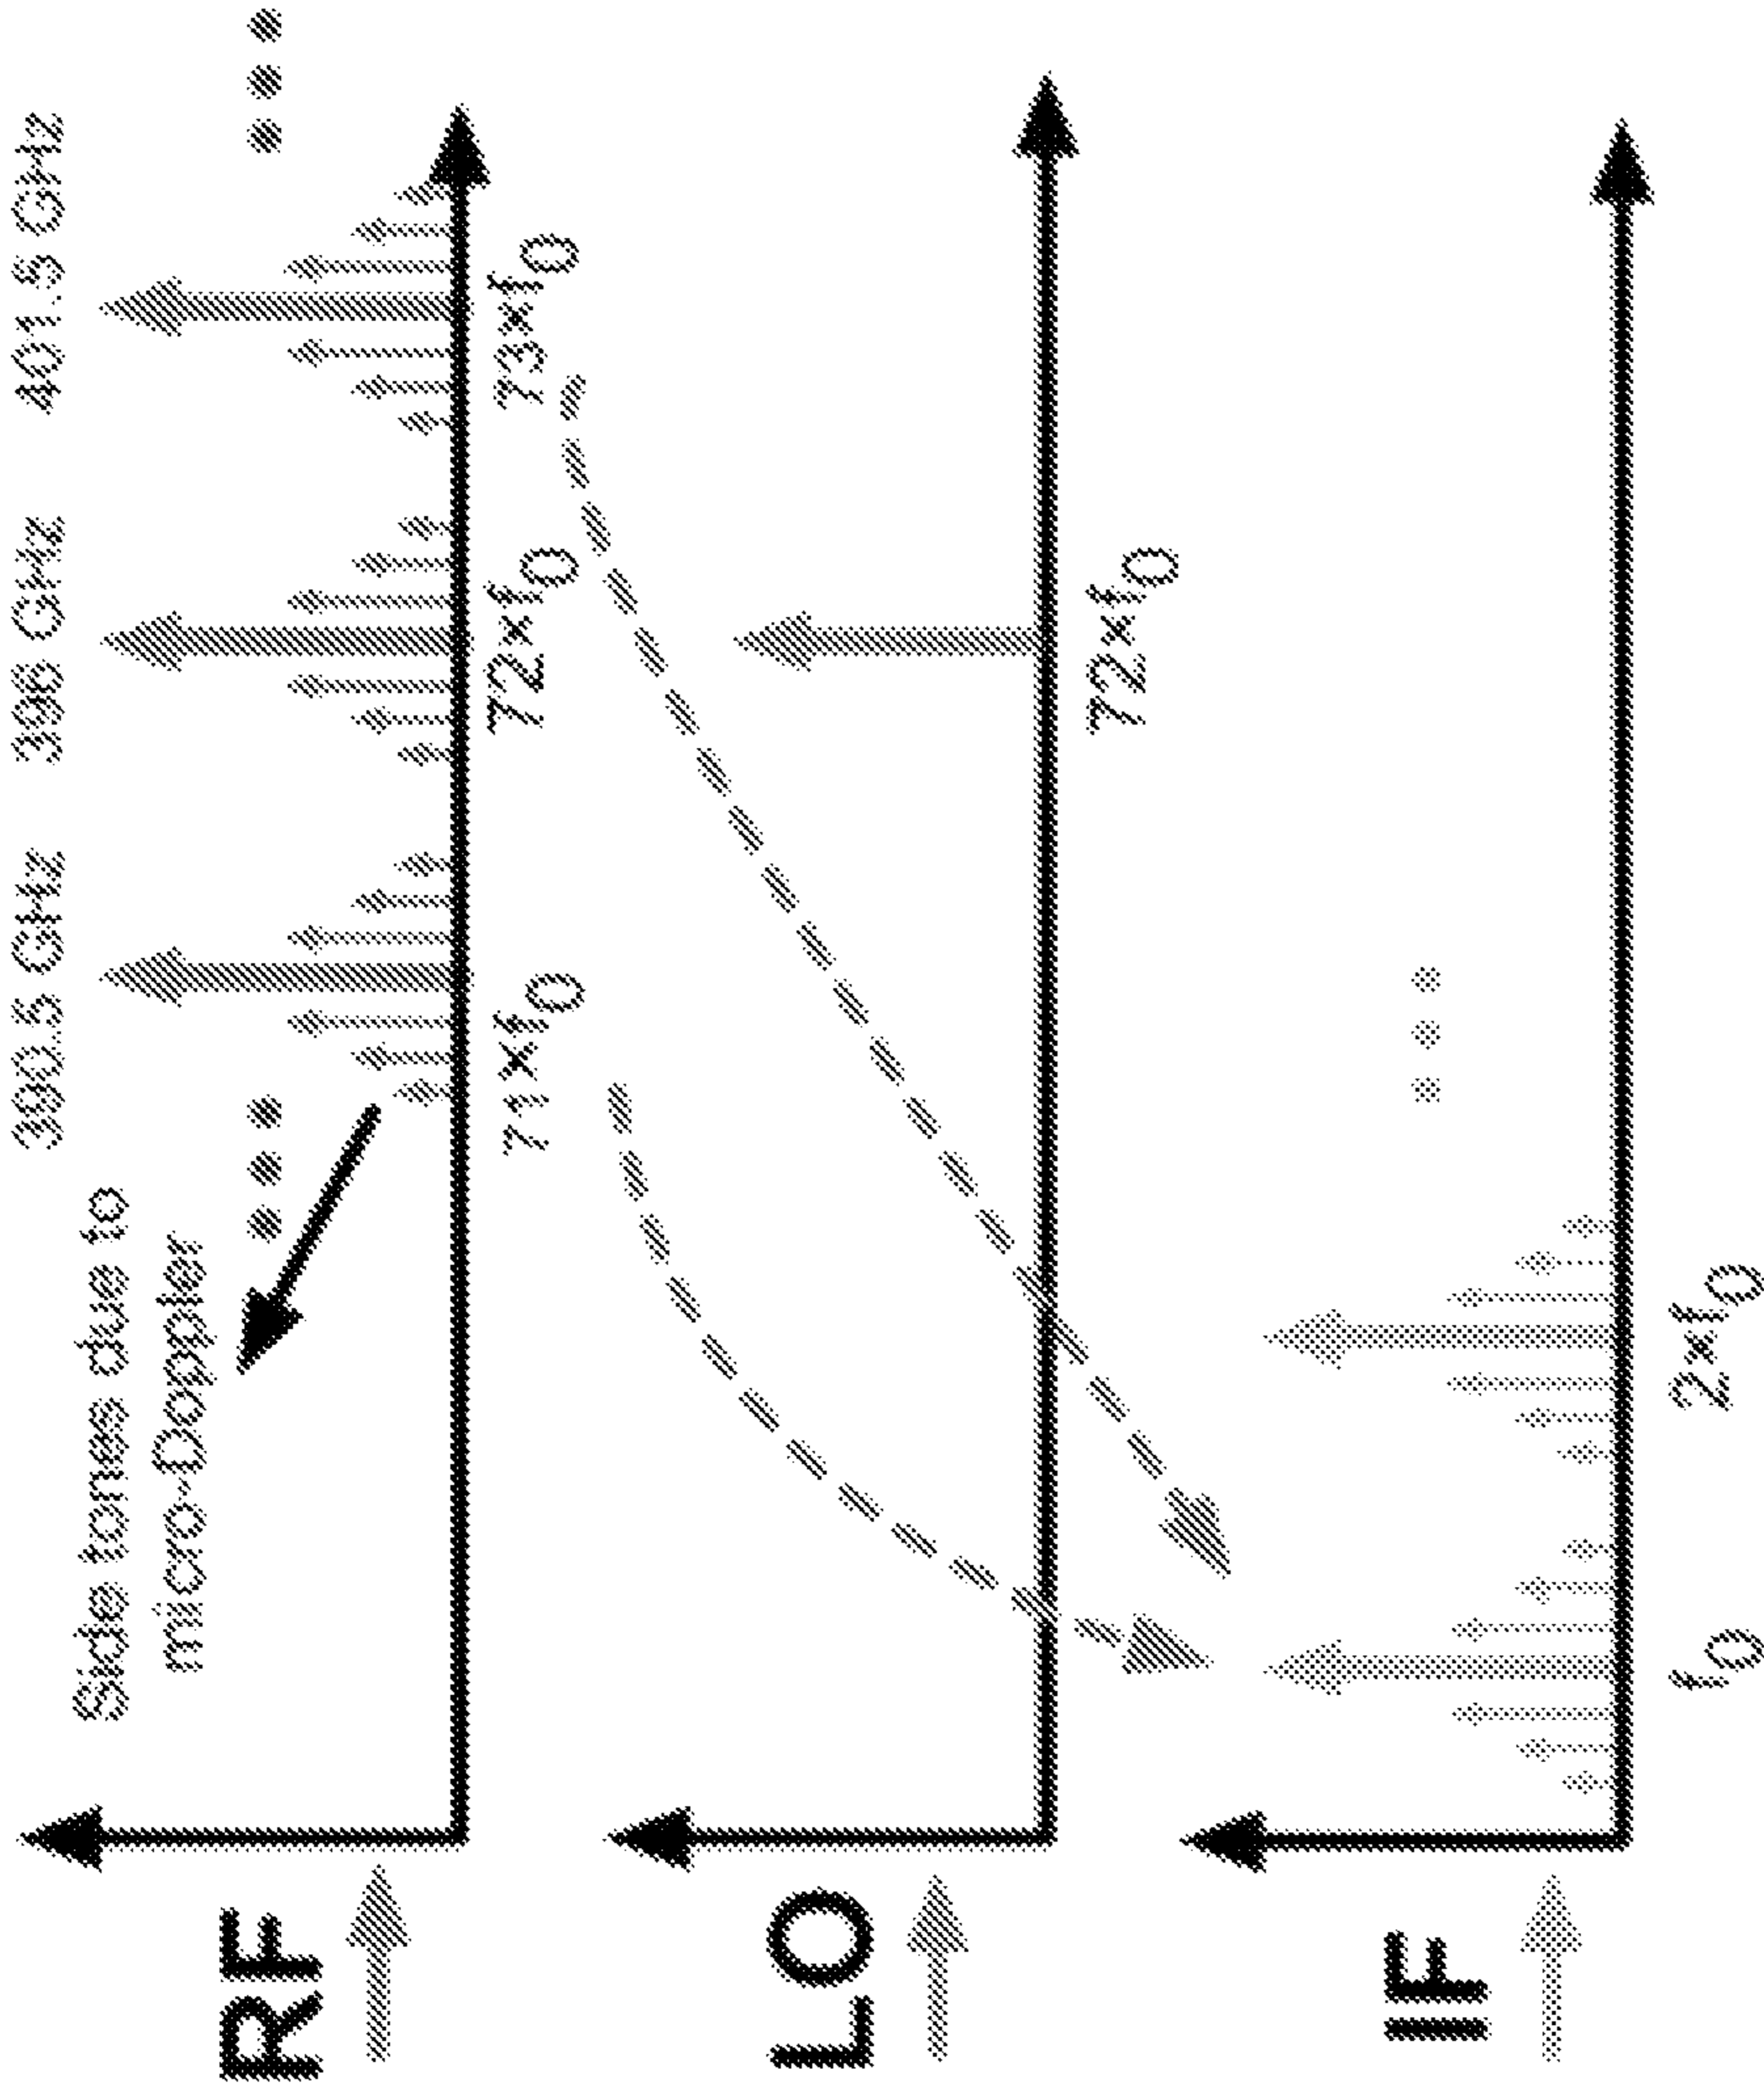 390.5 GHz 396 GHz 401.5 GHz
Side tones due to
micro-Doppler
RF
71×f0 72×f0 73×f0
LO
72×f0
IF
f0 2×f0